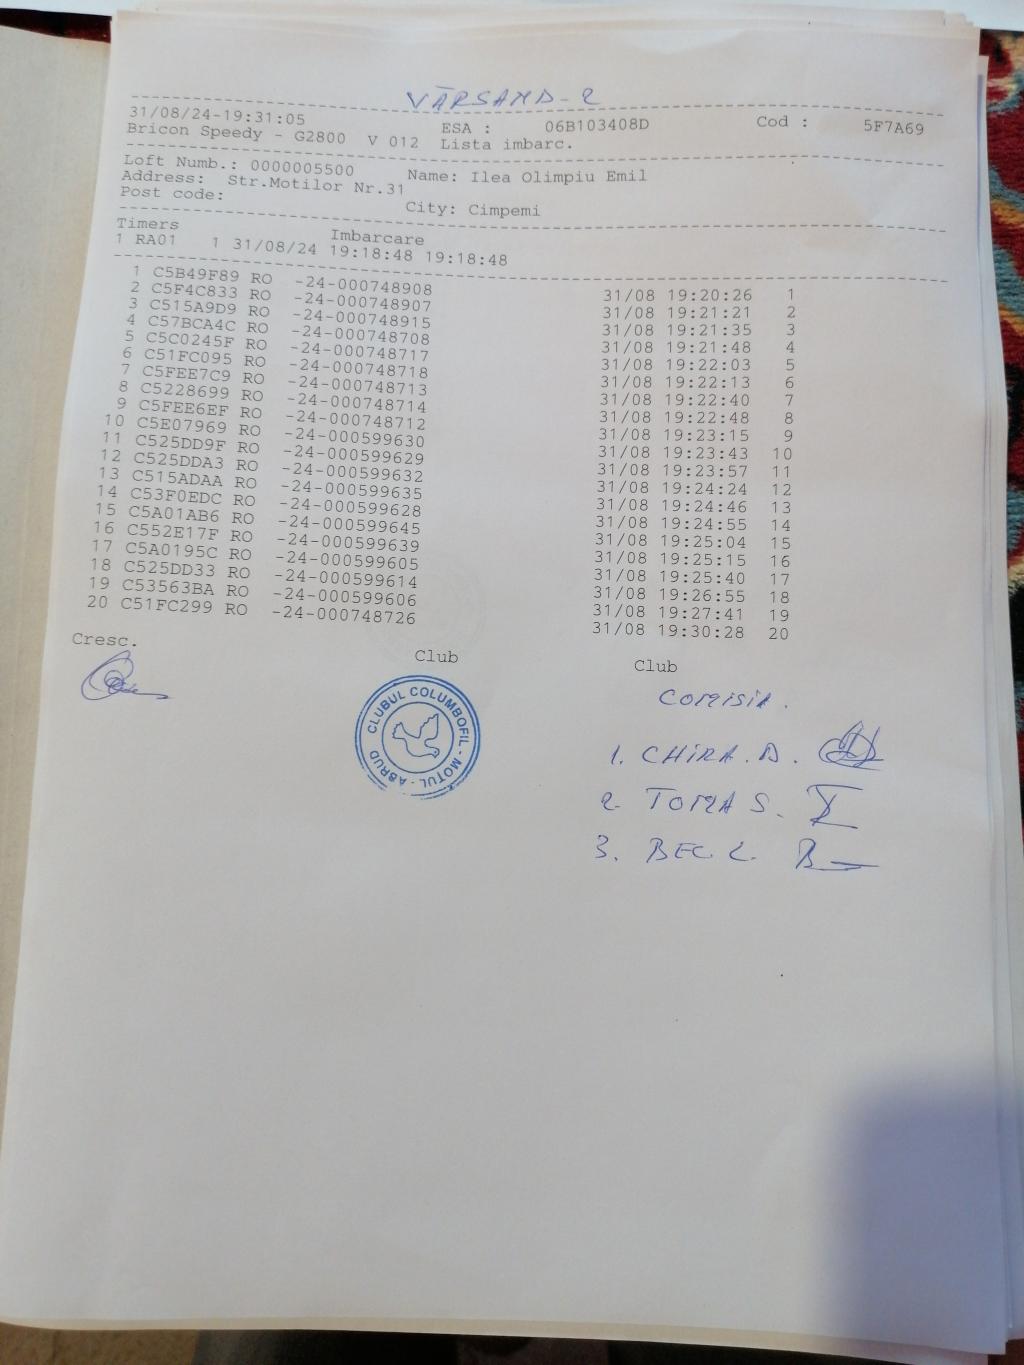 VĂRSAND-2
31/08/24-19:31:05 ESA : 06B103408D Cod : 5F7A69
Bricon Speedy - G2800 V 012 Lista imbarc.
Loft Numb.: 0000005500 Name: Ilea Olimpiu Emil
Address: Str.Motilor Nr.31
Post code: City: Cimpemi
Timers Imbarcare
1 RA01 1 31/08/24 19:18:48 19:18:48
1 C5B49F89 RO -24-000748908 31/08 19:20:26 1
2 C5F4C833 RO -24-000748907 31/08 19:21:21 2
3 C515A9D9 RO -24-000748915 31/08 19:21:35 3
4 C57BCA4C RO -24-000748708 31/08 19:21:48 4
5 C5C0245F RO -24-000748717 31/08 19:22:03 5
6 C51FC095 RO -24-000748718 31/08 19:22:13 6
7 C5FEE7C9 RO -24-000748713 31/08 19:22:40 7
8 C5228699 RO -24-000748714 31/08 19:22:48 8
9 C5FEE6EF RO -24-000748712 31/08 19:23:15 9
10 C5E07969 RO -24-000599630 31/08 19:23:43 10
11 C525DD9F RO -24-000599629 31/08 19:23:57 11
12 C525DDA3 RO -24-000599632 31/08 19:24:24 12
13 C515ADAA RO -24-000599635 31/08 19:24:46 13
14 C53F0EDC RO -24-000599628 31/08 19:24:55 14
15 C5A01AB6 RO -24-000599645 31/08 19:25:04 15
16 C552E17F RO -24-000599639 31/08 19:25:15 16
17 C5A0195C RO -24-000599605 31/08 19:25:40 17
18 C525DD33 RO -24-000599614 31/08 19:26:55 18
19 C53563BA RO -24-000599606 31/08 19:27:41 19
20 C51FC299 RO -24-000748726 31/08 19:30:28 20
Cresc. Club Club
CLUBUL COLUMBOFIL - MOTUL - ABRUD
COMISIA.
1. CHIRA. D.
2. TOMA S.
3. BEC. L.